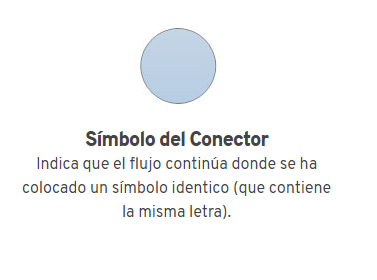 Símbolo del Conector
Indica que el flujo continúa donde se ha
colocado un símbolo identico (que contiene
la misma letra).